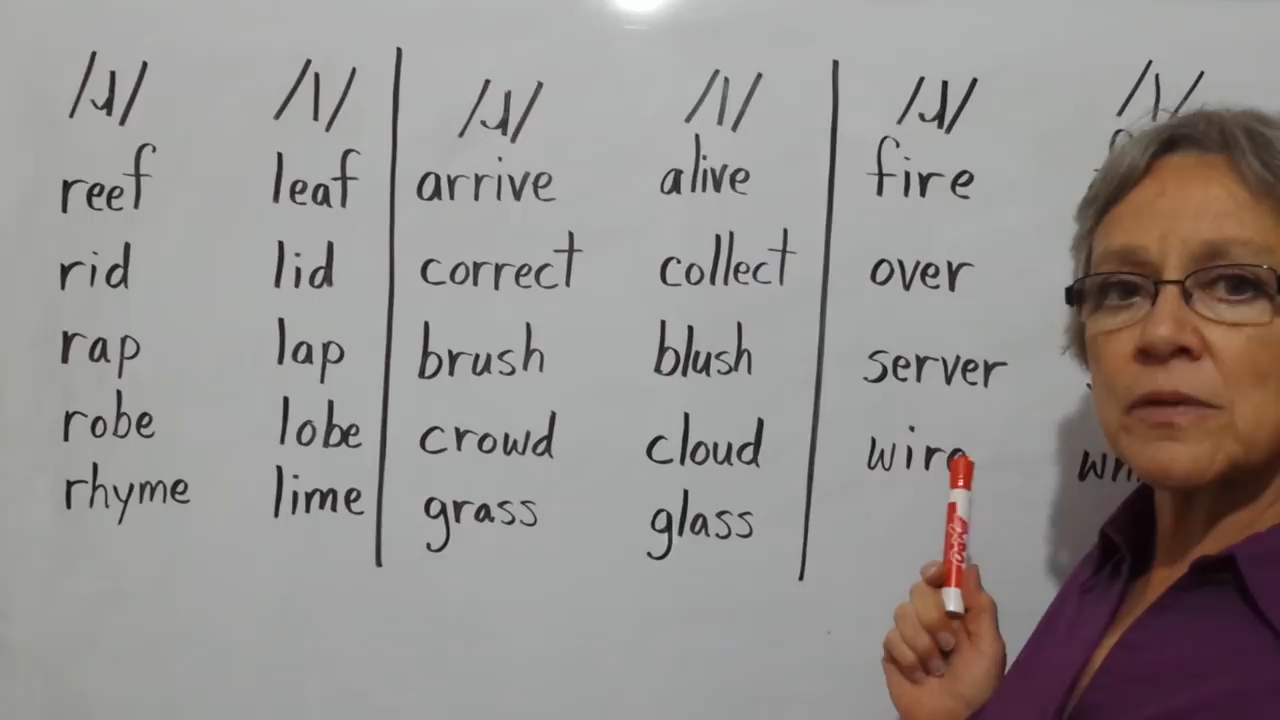 /ɹ/ /l/ /ɹ/ /l/ /ɹ/ /l/
reef leaf arrive alive fire
rid lid correct collect over
rap lap brush blush server
robe lobe crowd cloud wire
rhyme lime grass glass
EXPO